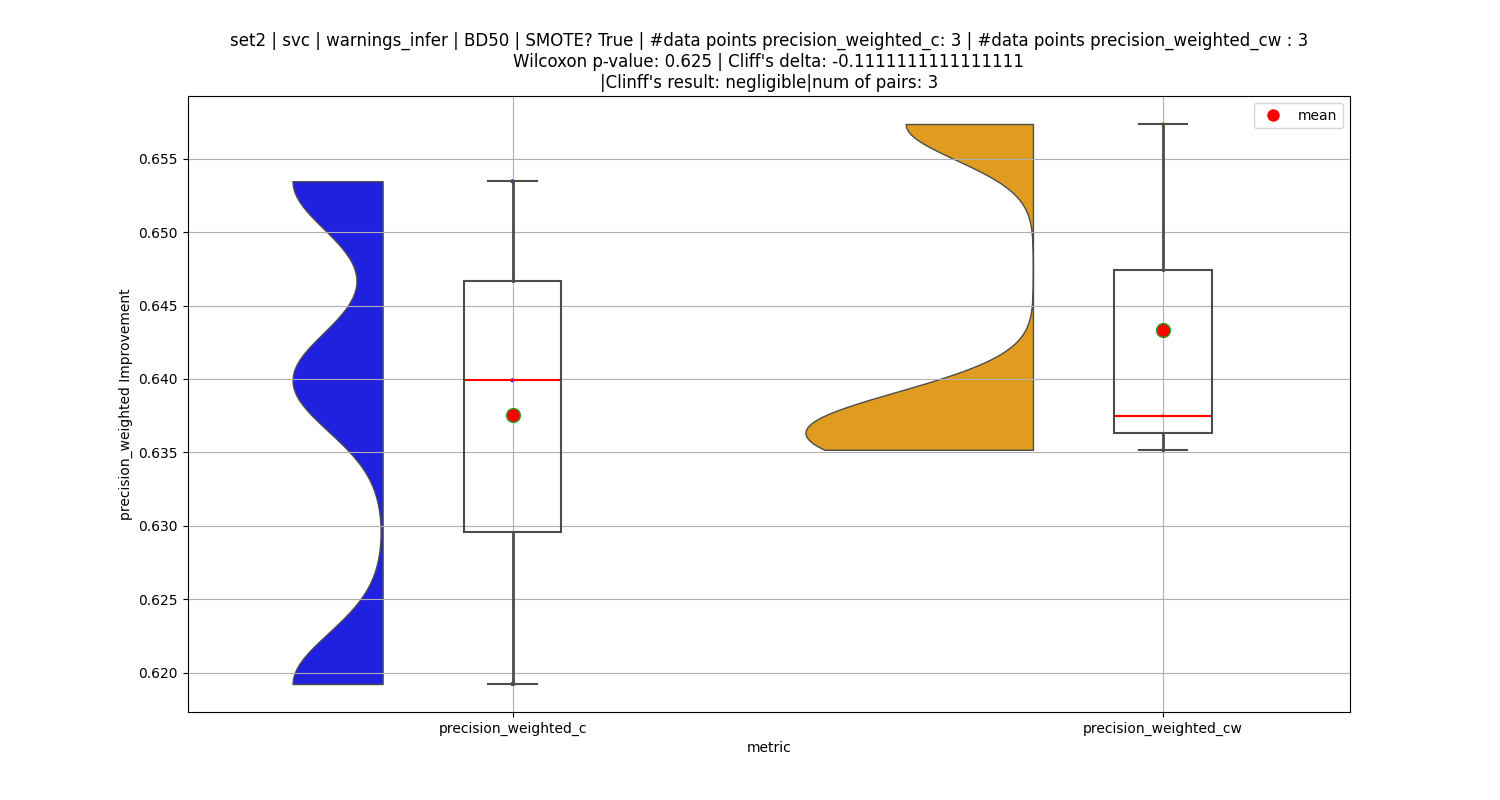 set2 | svc | warnings_infer | BD50 | SMOTE? True | #data points precision_weighted_c: 3 | #data points precision_weighted_cw : 3
Wilcoxon p-value: 0.625 | Cliff's delta: -0.1111111111111111
|Clinff's result: negligible|num of pairs: 3
mean
0.655
0.650
0.645
0.640
0.635
0.630
0.625
0.620
precision_weighted Improvement
precision_weighted_c
precision_weighted_cw
metric